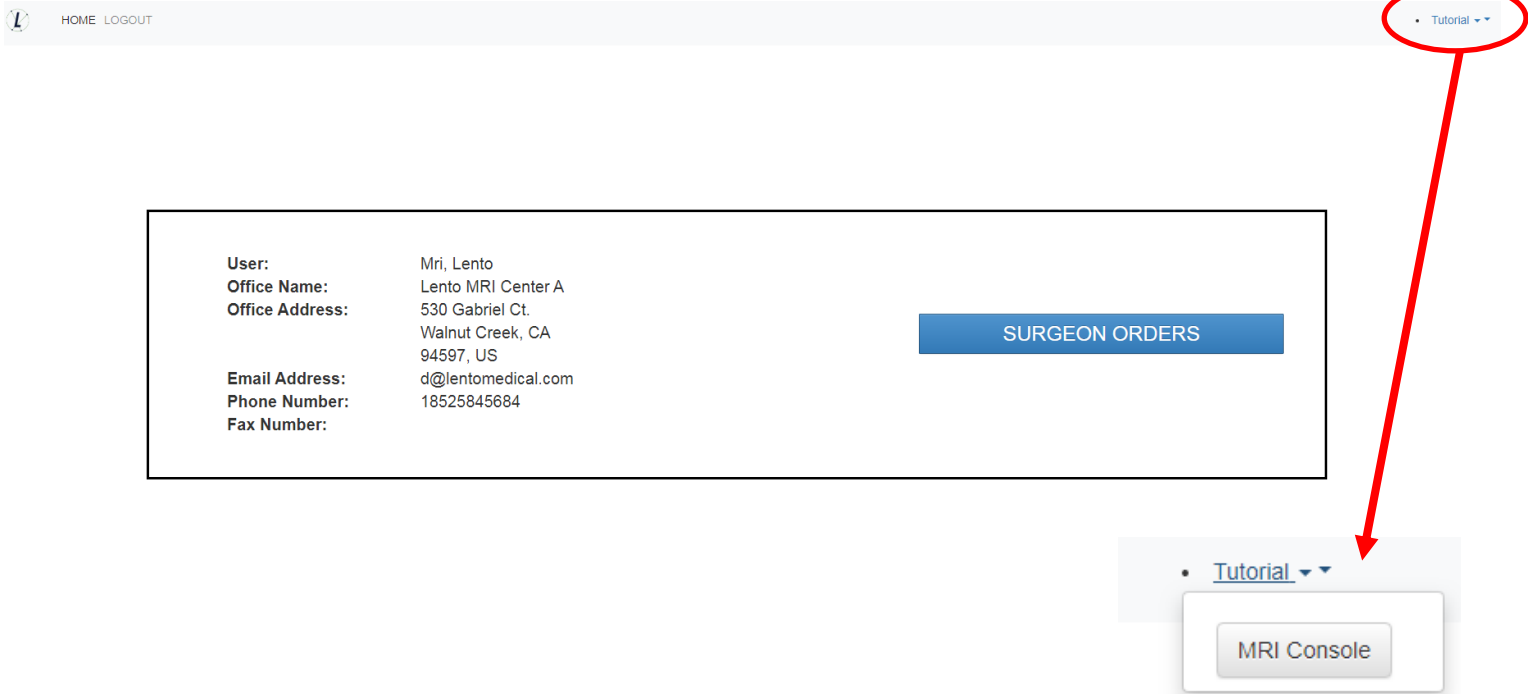 L
HOME LOGOUT
• Tutorial
User: Mri, Lento
Office Name: Lento MRI Center A
Office Address: 530 Gabriel Ct.
Walnut Creek, CA
94597, US
Email Address: d@lentomedical.com
Phone Number: 18525845684
Fax Number:
SURGEON ORDERS
• Tutorial
MRI Console